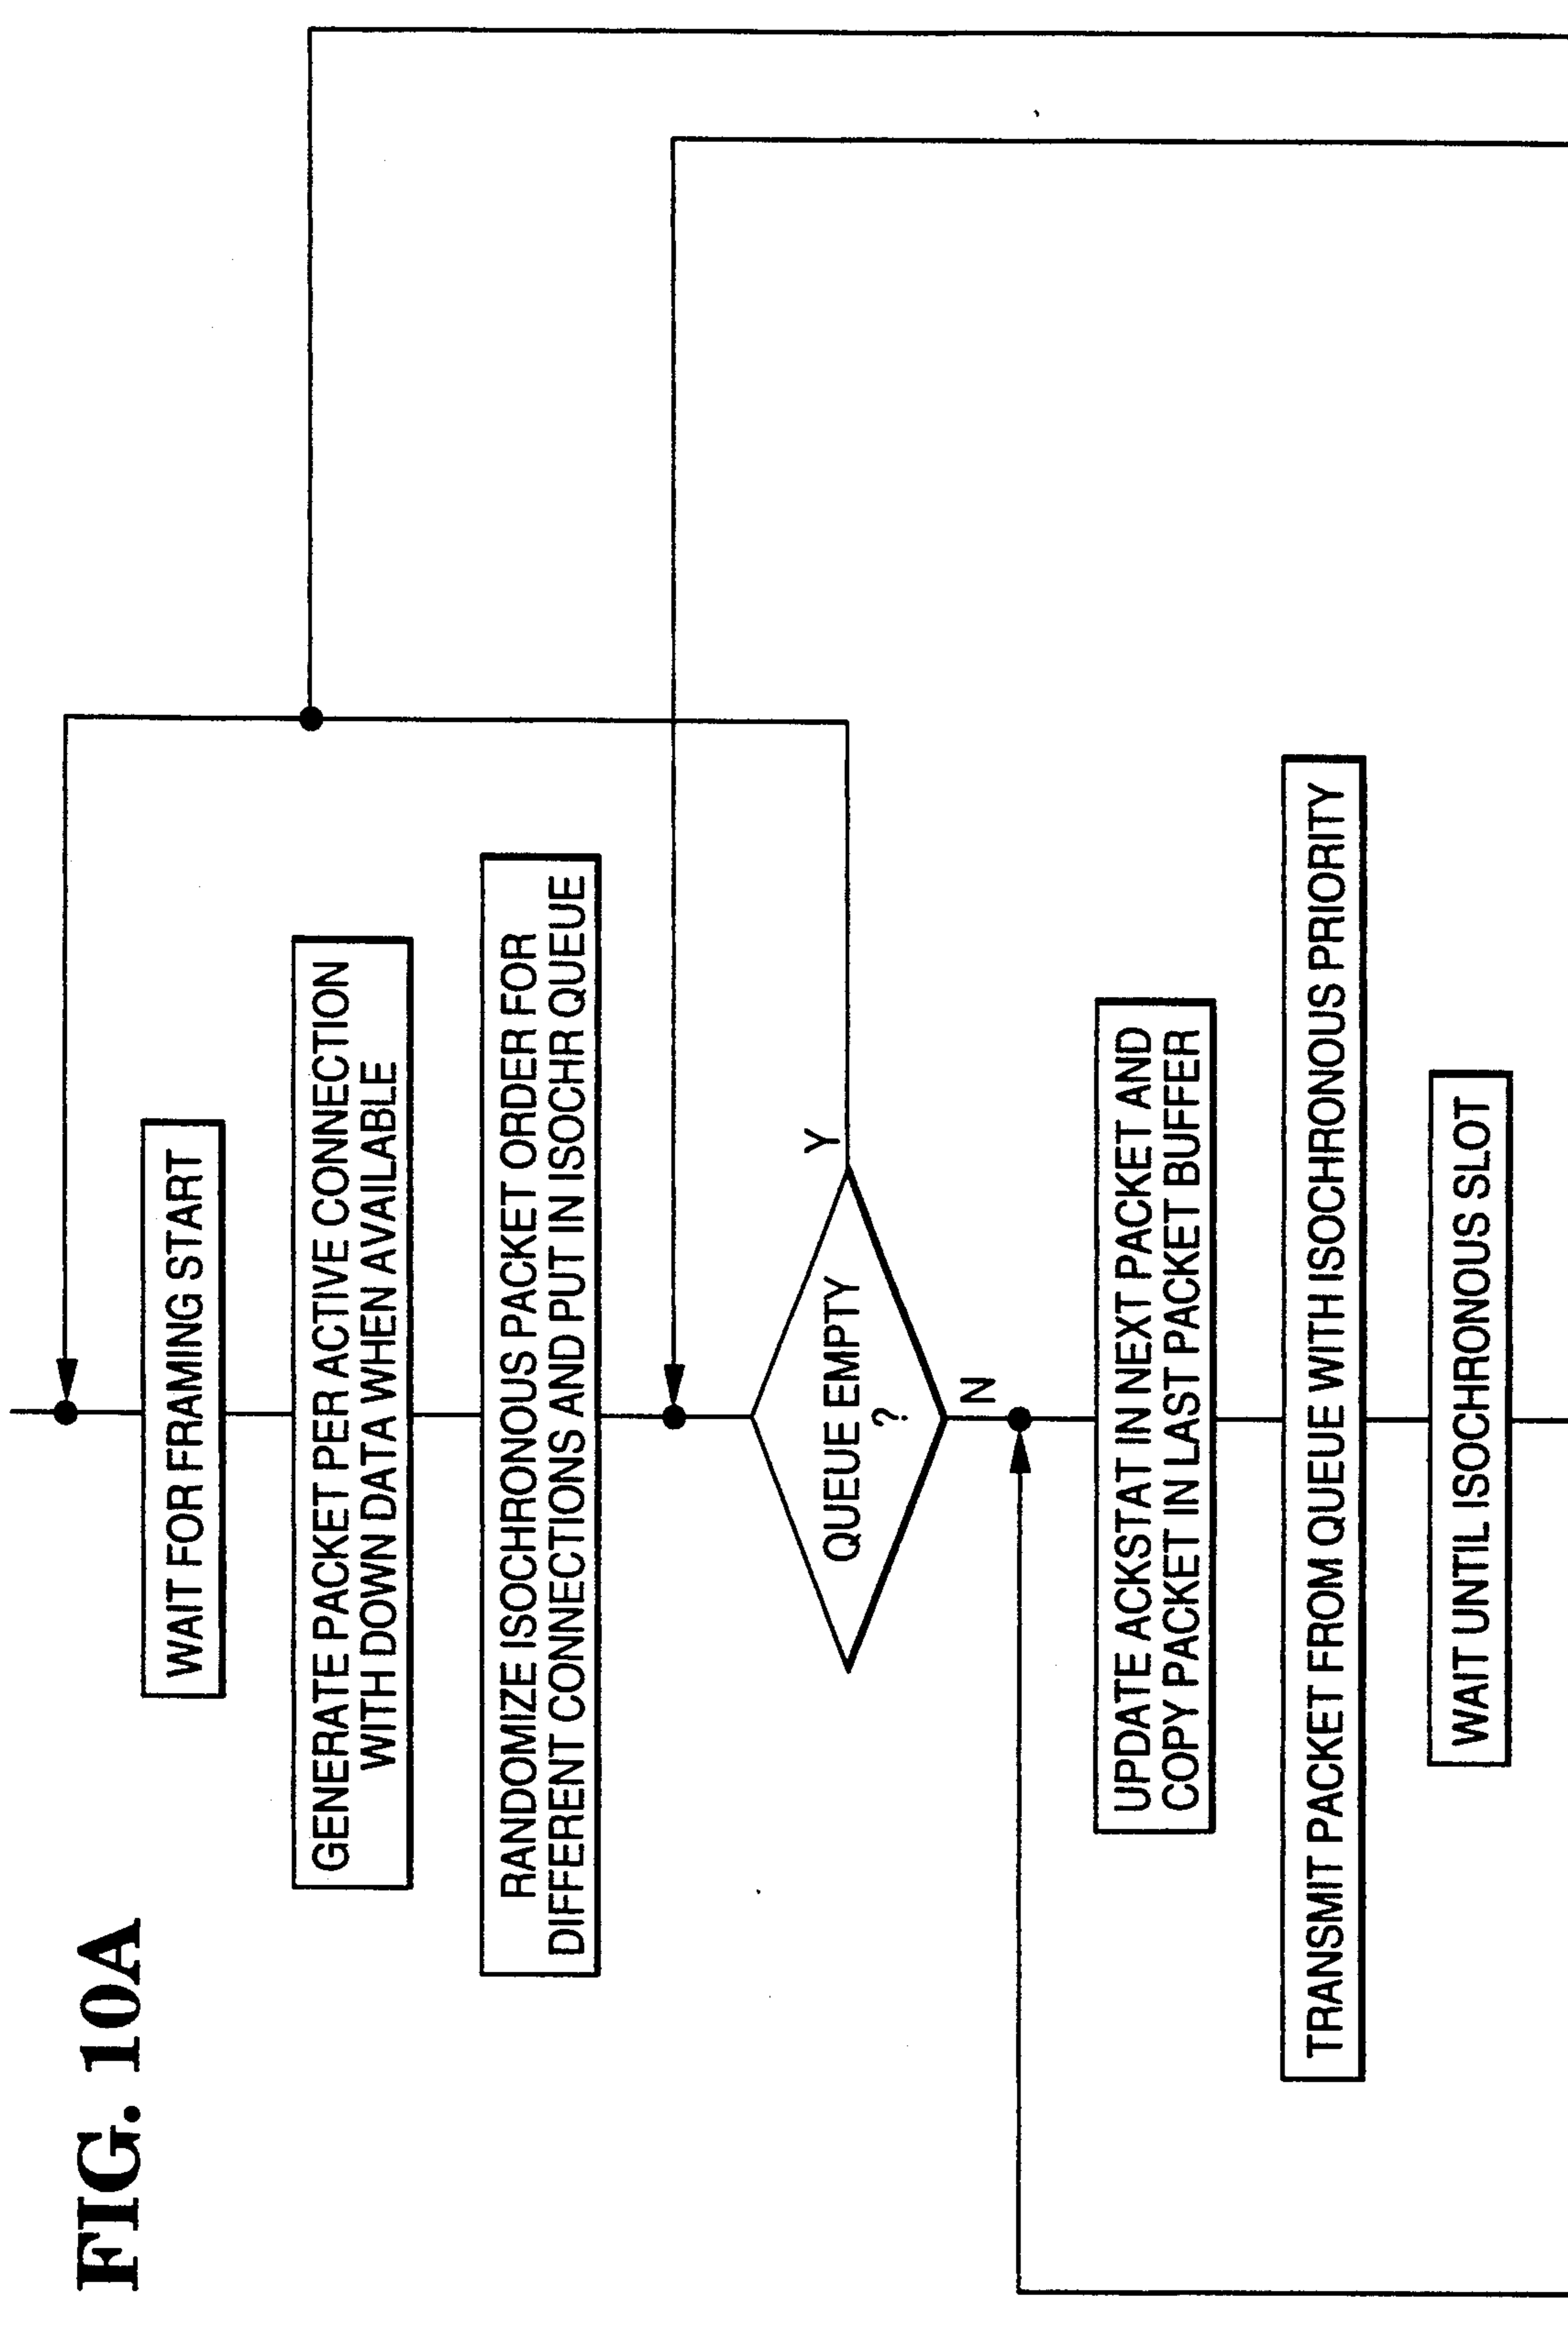 FIG. 10A
WAIT FOR FRAMING START
GENERATE PACKET PER ACTIVE CONNECTION
WITH DOWN DATA WHEN AVAILABLE
RANDOMIZE ISOCHRONOUS PACKET ORDER FOR
DIFFERENT CONNECTIONS AND PUT IN ISOCHR QUEUE
QUEUE EMPTY
?
Y
N
UPDATE ACKSTAT IN NEXT PACKET AND
COPY PACKET IN LAST PACKET BUFFER
TRANSMIT PACKET FROM QUEUE WITH ISOCHRONOUS PRIORITY
WAIT UNTIL ISOCHRONOUS SLOT